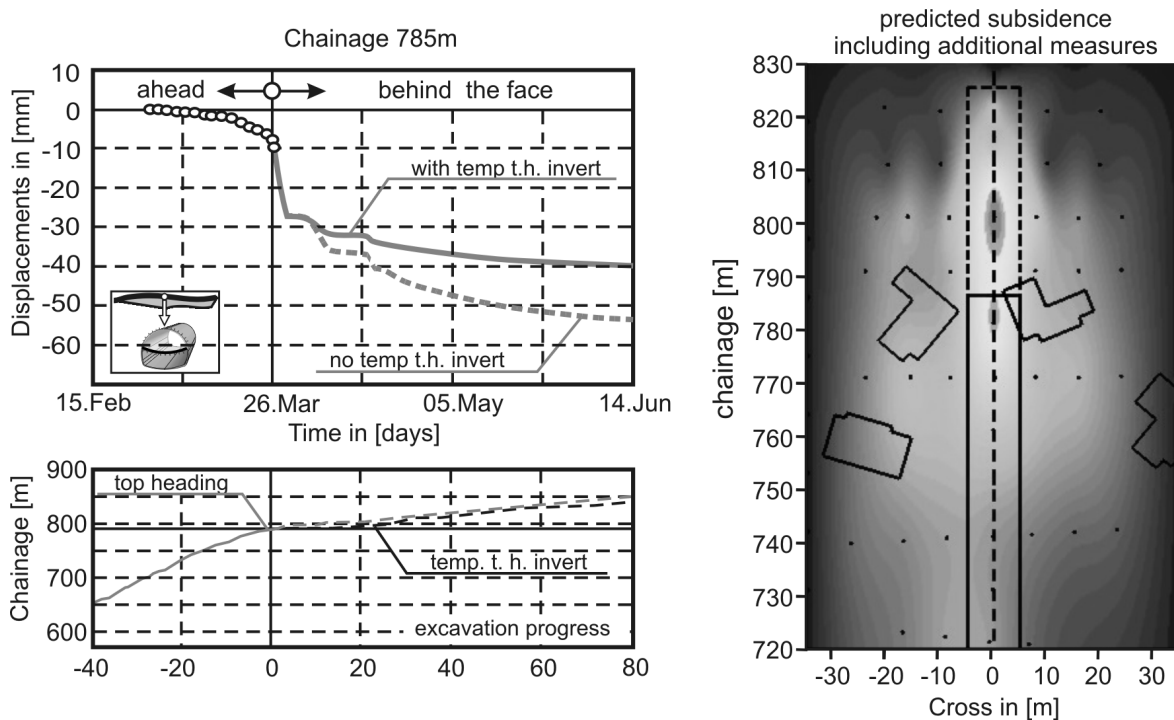 Chainage 785m
Displacements in [mm]
10
0
-10
-20
-30
-40
-50
-60
ahead
behind the face
with temp t.h. invert
no temp t.h. invert
15.Feb 26.Mar 05.May 14.Jun
Time in [days]
Chainage [m]
900
800
700
600
top heading
temp. t. h. invert
excavation progress
-40 -20 0 20 40 60 80
predicted subsidence
including additional measures
chainage [m]
830
820
810
800
790
780
770
760
750
740
730
720
-30 -20 -10 0 10 20 30
Cross in [m]